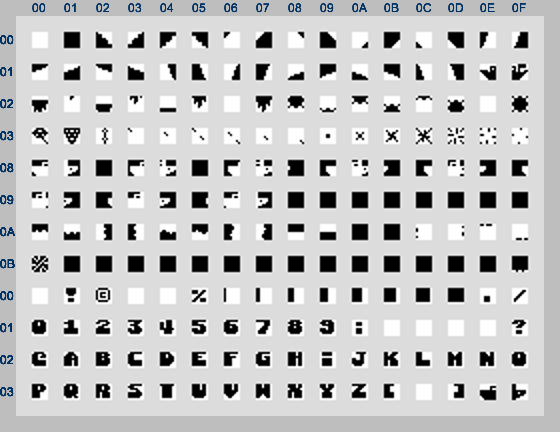 00 01 02 03 04 05 06 07 08 09 0A 0B 0C 0D 0E 0F
00
01
02
03
08
09
0A
0B
00 ! © % . /
01 0 1 2 3 4 5 6 7 8 9 : ?
02 A B C D E F G H I J K L M N O
03 P Q R S T U V W X Y Z [ ]